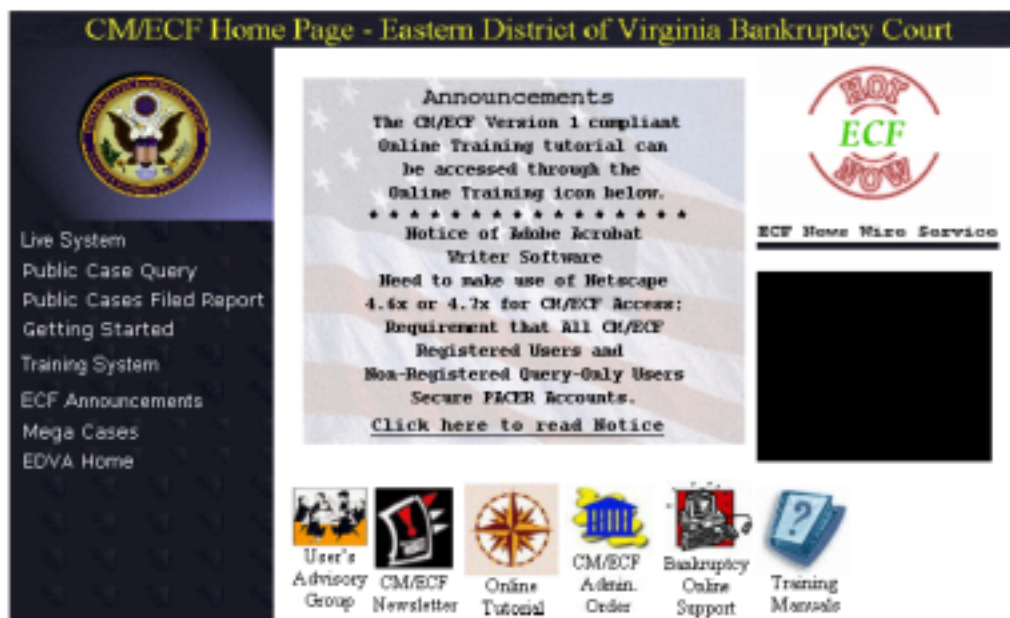 CM/ECF Home Page - Eastern District of Virginia Bankruptcy Court
Live System
Public Case Query
Public Cases Filed Report
Getting Started
Training System
ECF Announcements
Mega Cases
EDVA Home
Announcements
The CM/ECF Version 1 compliant
Online Training tutorial can
be accessed through the
Online Training icon below.
* * * * * * * * * * * * * * * *
Notice of Adobe Acrobat
Writer Software
Need to make use of Netscape
4.6x or 4.7x for CM/ECF Access;
Requirement that All CM/ECF
Registered Users and
Non-Registered Query-Only Users
Secure PACER Accounts.
Click here to read Notice
HOT
ECF
NOW
ECF News Wire Service
User's
Advisory
Group
CM/ECF
Newsletter
Online
Tutorial
CM/ECF
Admin.
Order
Bankruptcy
Online
Support
?
Training
Manuals